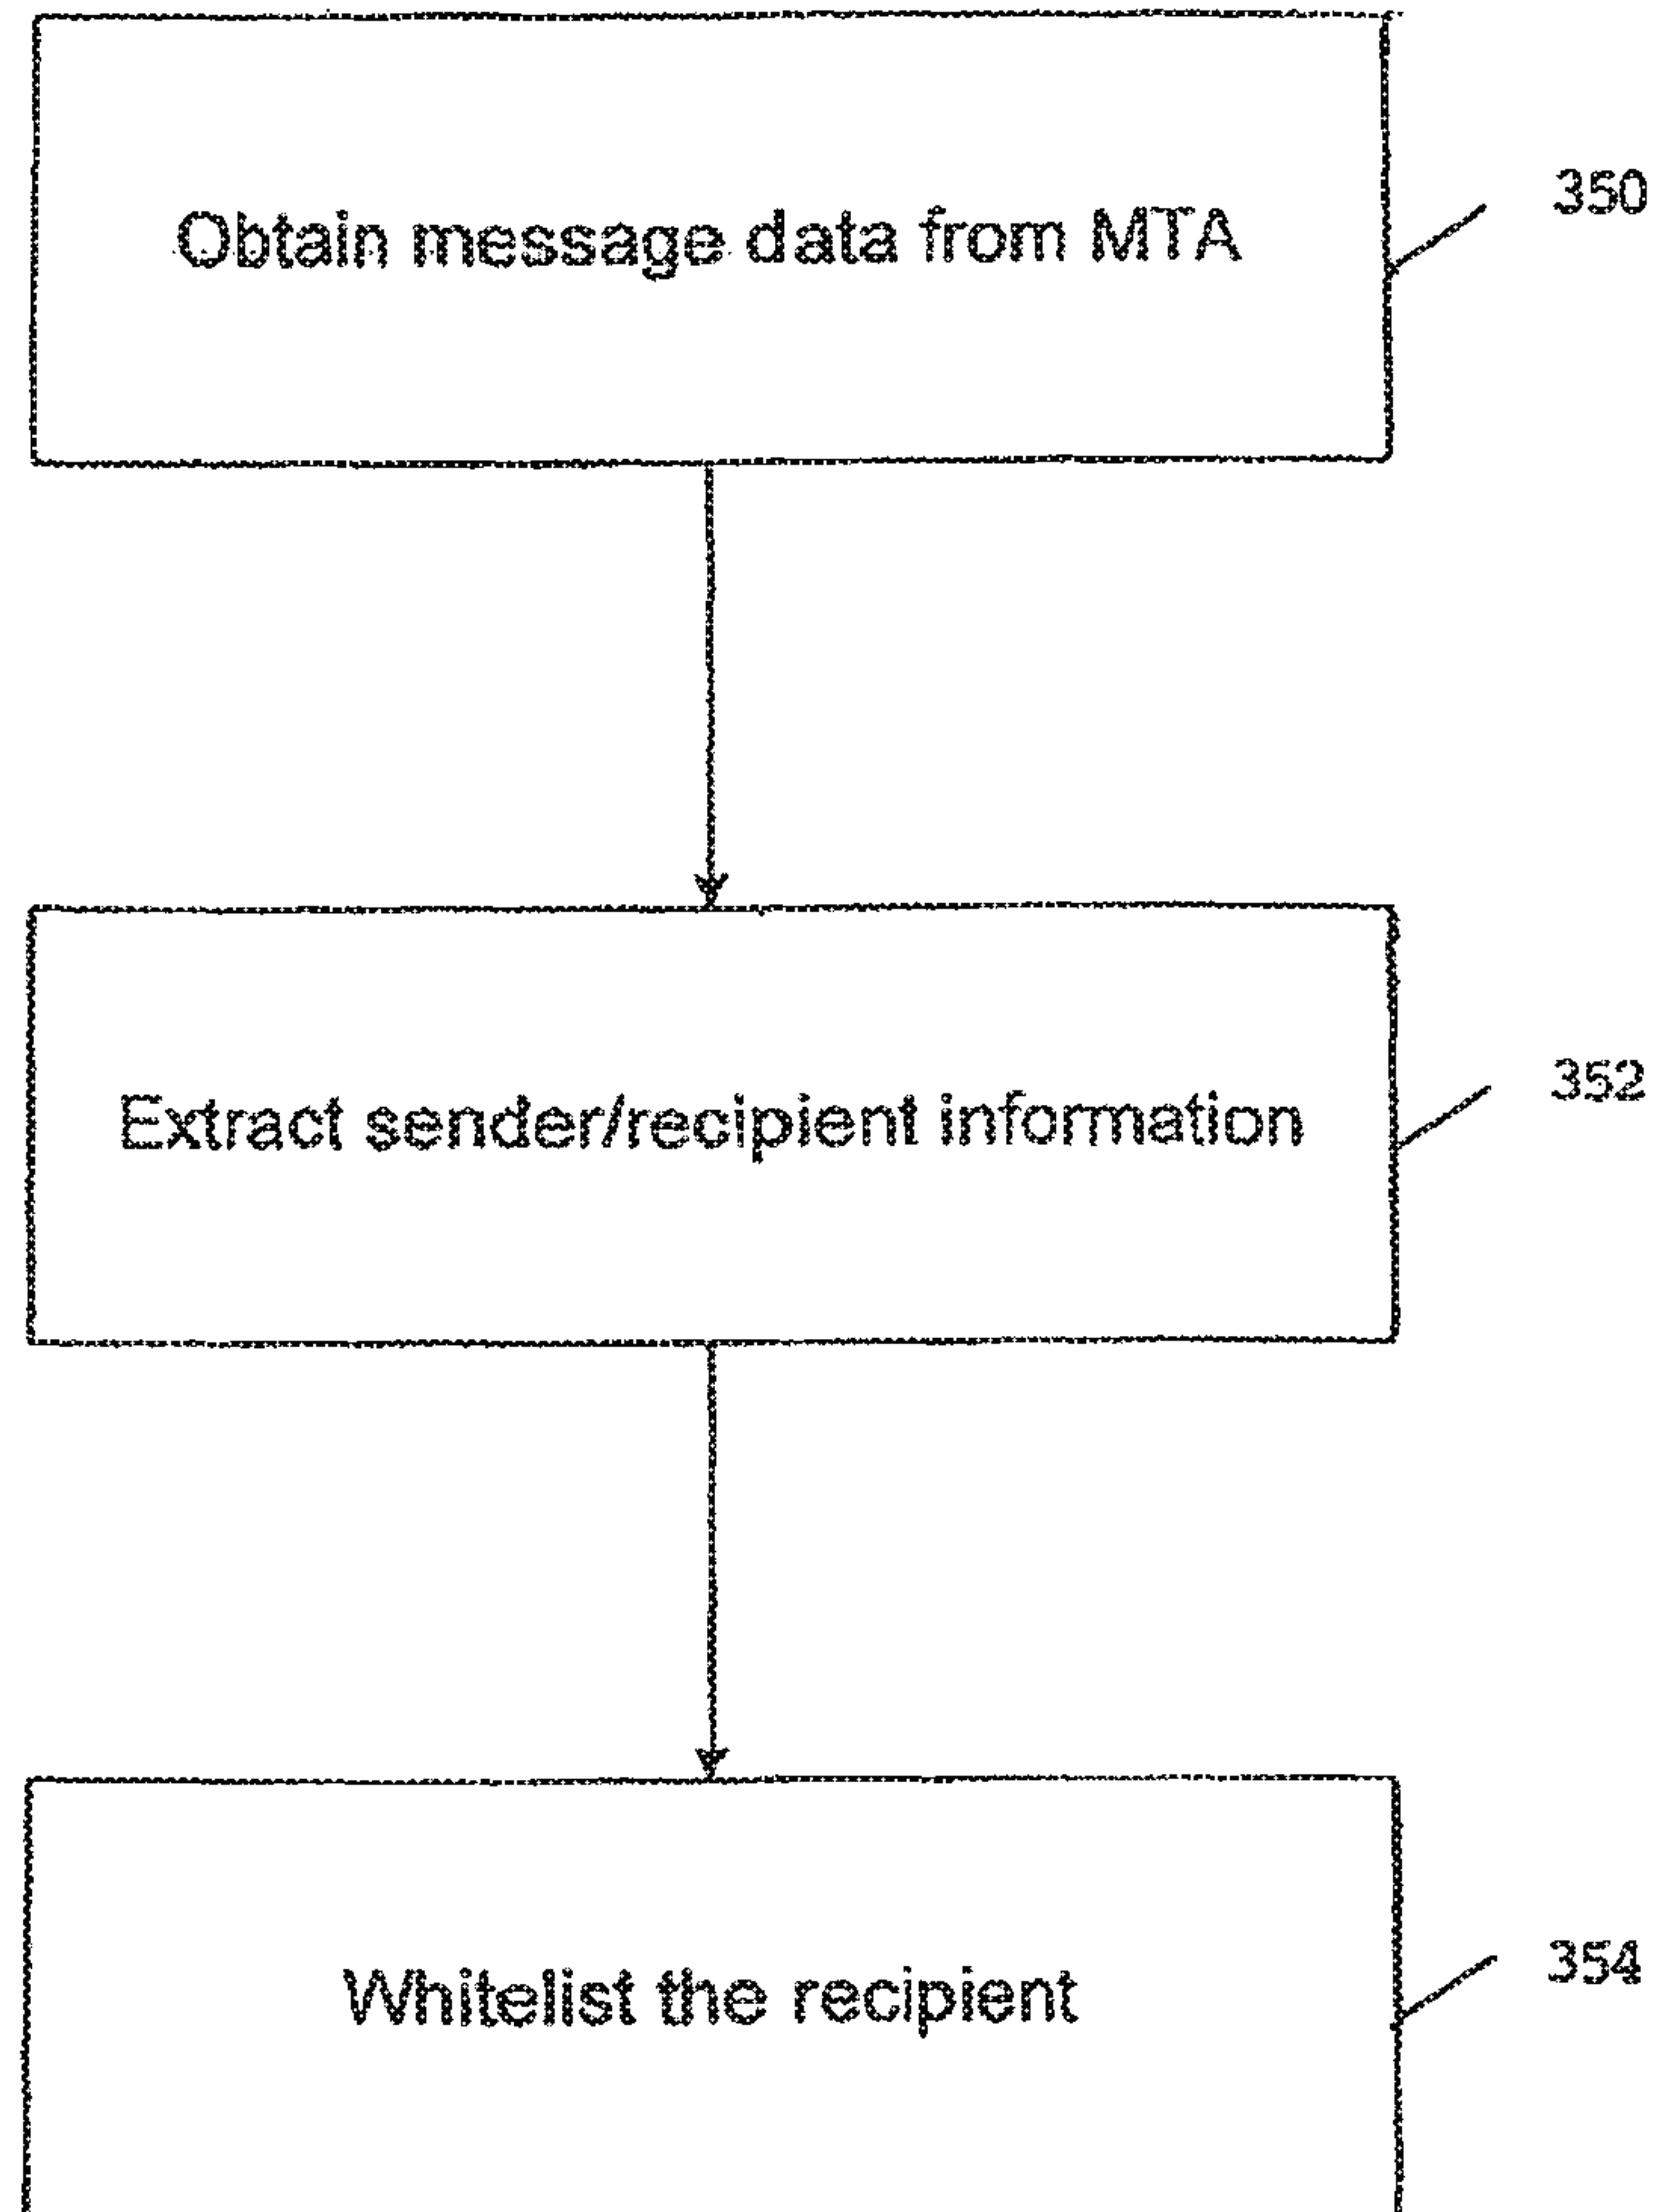 Obtain message data from MTA
350
Extract sender/recipient information
352
Whitelist the recipient
354